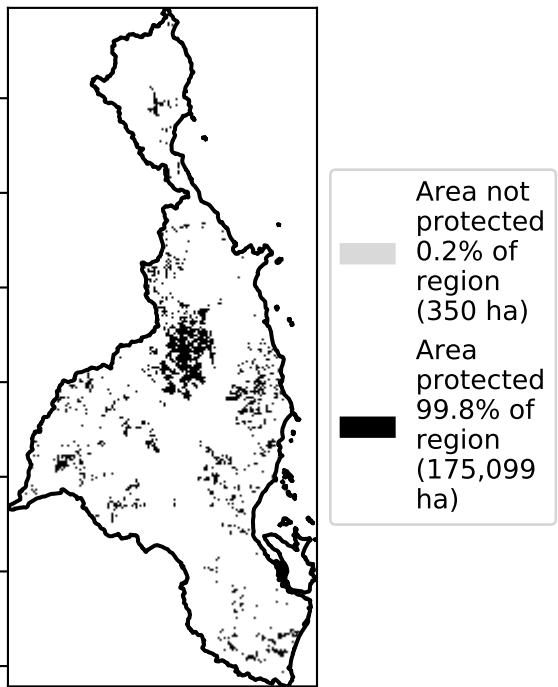 Area not
protected
0.2% of
region
(350 ha)
Area
protected
99.8% of
region
(175,099
ha)